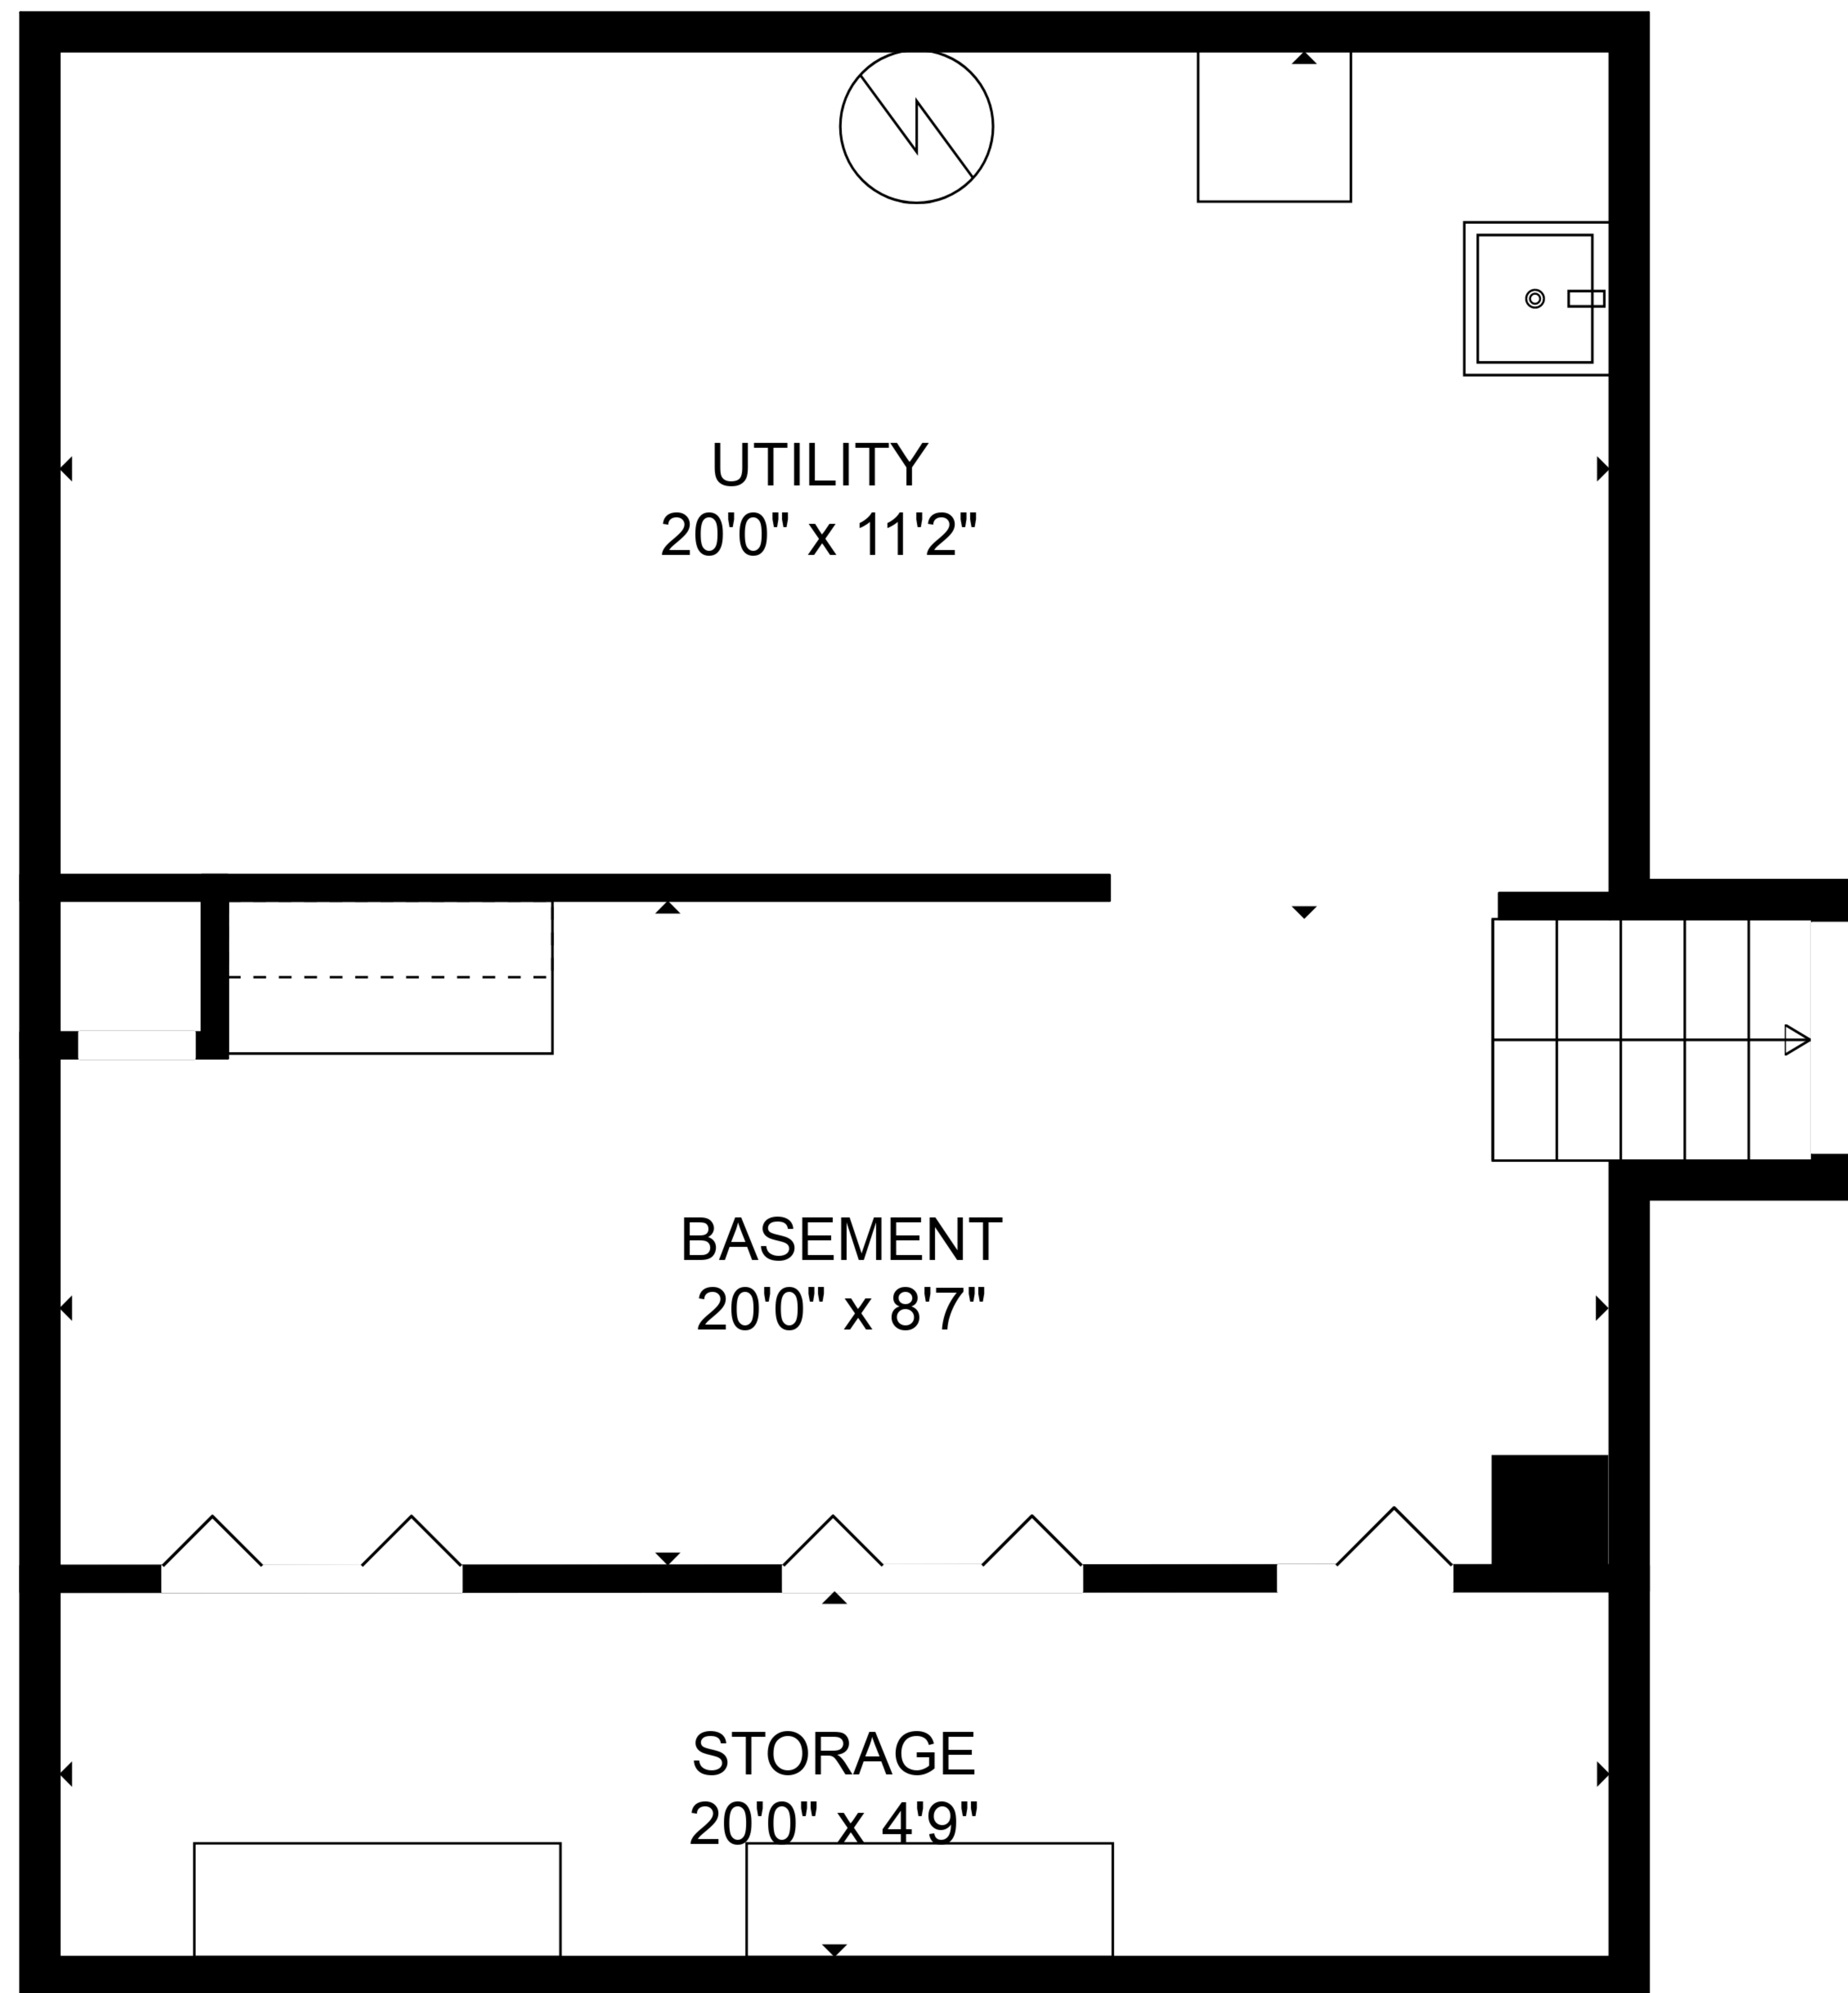 UTILITY
20'0" x 11'2"
BASEMENT
20'0" x 8'7"
STORAGE
20'0" x 4'9"